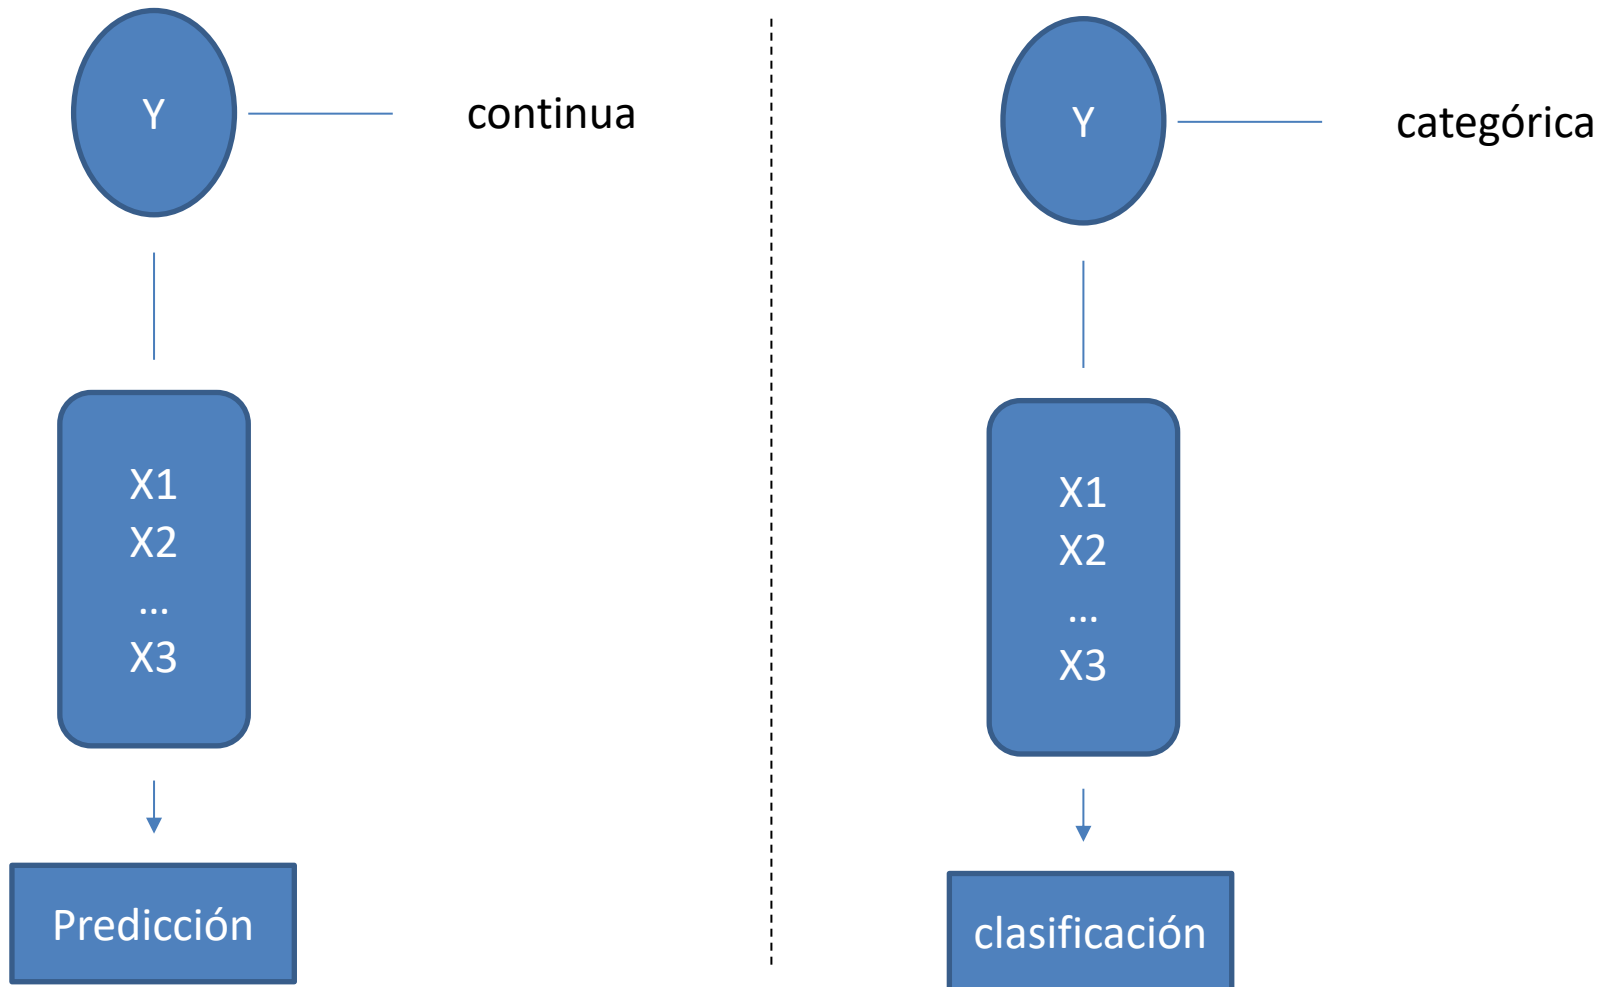 Y
continua
X1
X2
...
X3
Predicción
Y
categórica
X1
X2
...
X3
clasificación